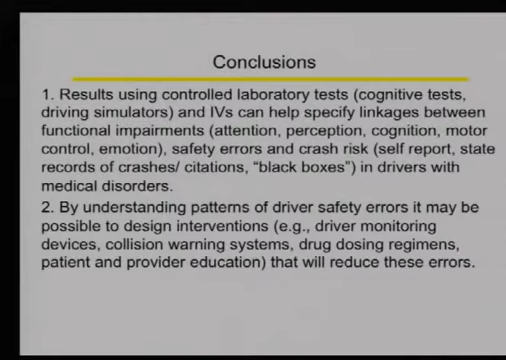 Conclusions
1. Results using controlled laboratory tests (cognitive tests,
driving simulators) and IVs can help specify linkages between
functional impairments (attention, perception, cognition, motor
control, emotion), safety errors and crash risk (self report, state
records of crashes/ citations, “black boxes”) in drivers with
medical disorders.
2. By understanding patterns of driver safety errors it may be
possible to design interventions (e.g., driver monitoring
devices, collision warning systems, drug dosing regimens,
patient and provider education) that will reduce these errors.